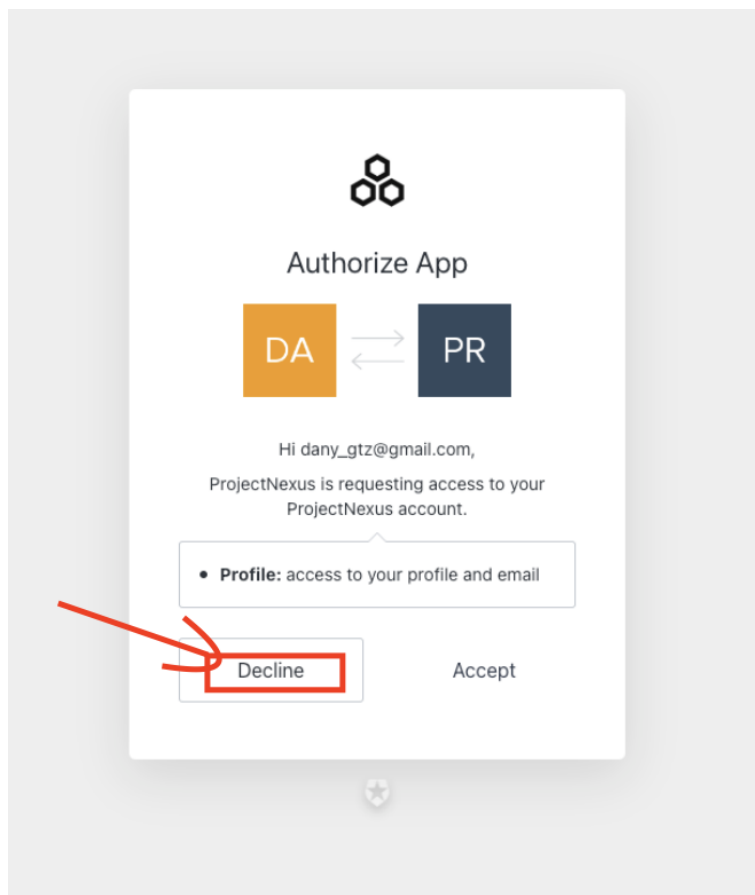 Authorize App
DA
PR
Hi dany_gtz@gmail.com,
ProjectNexus is requesting access to your
ProjectNexus account.
• Profile: access to your profile and email
Decline
Accept